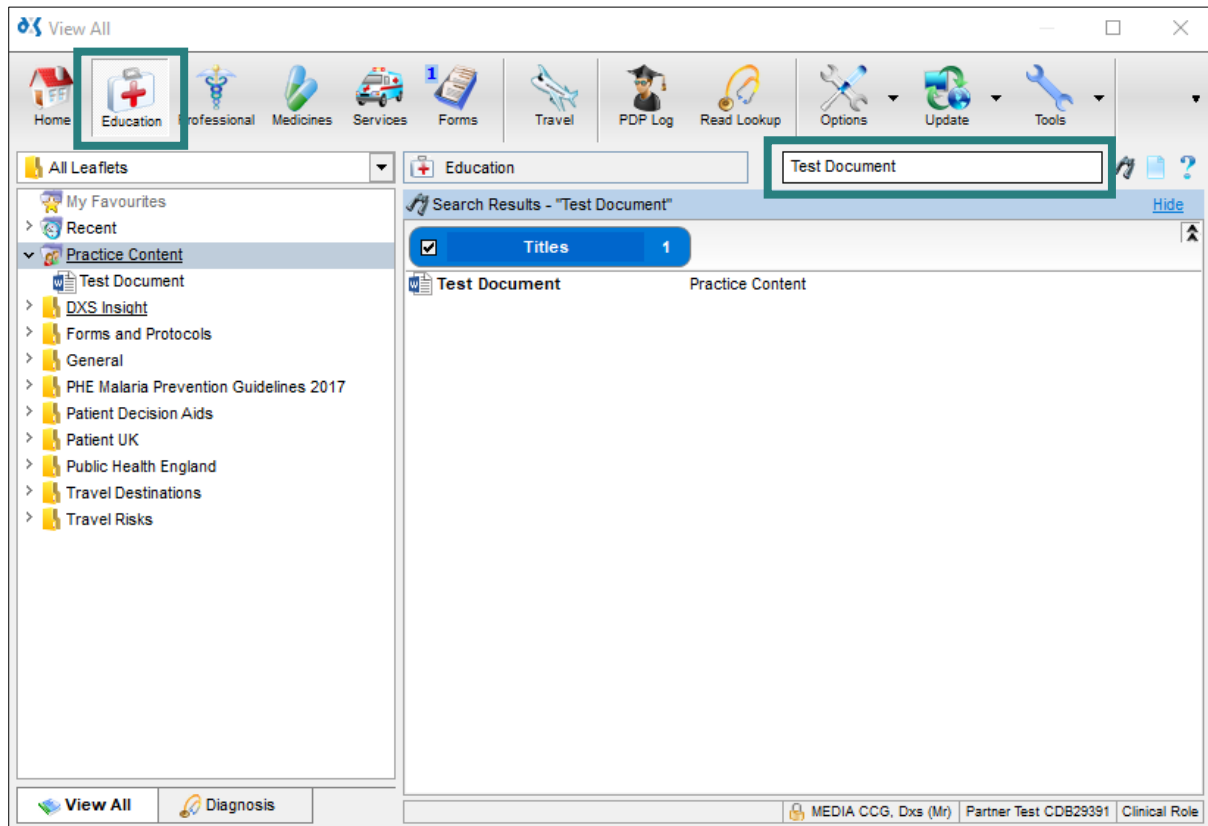 View All
1
Home Education Professional Medicines Services Forms Travel PDP Log Read Lookup Options Update Tools
All Leaflets
Education
Test Document
?
My Favourites
Recent
Practice Content
Test Document
DXS Insight
Forms and Protocols
General
PHE Malaria Prevention Guidelines 2017
Patient Decision Aids
Patient UK
Public Health England
Travel Destinations
Travel Risks
Search Results - "Test Document" Hide
Titles 1
Test Document Practice Content
View All Diagnosis
MEDIA CCG, Dxs (Mr) Partner Test CDB29391 Clinical Role